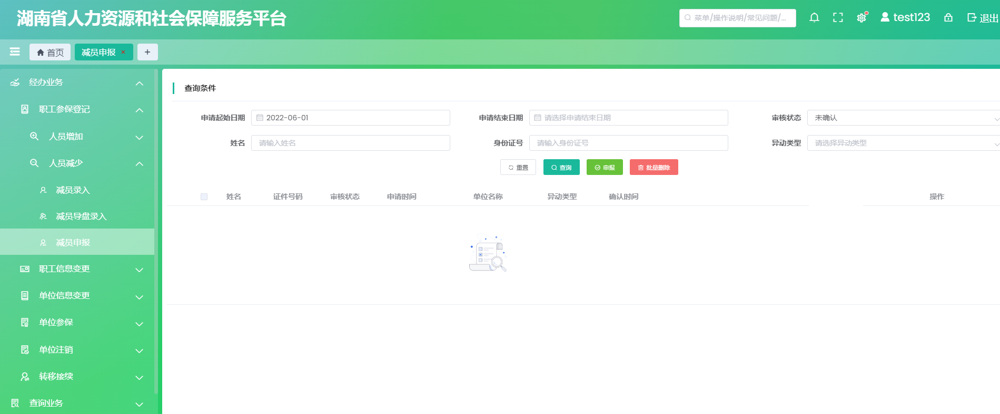 湖南省人力资源和社会保障服务平台
菜单/操作说明/常见问题/...
test123
退出
首页
减员申报 ×
+
经办业务
职工参保登记
人员增加
人员减少
减员录入
减员导盘录入
减员申报
职工信息变更
单位信息变更
单位参保
单位注销
转移接续
查询业务
查询条件
申请起始日期 2022-06-01 申请结束日期 请选择申请结束日期 审核状态 未确认
姓名 请输入姓名 身份证号 请输入身份证号 异动类型 请选择异动类型
重置 查询 申报 批量删除
姓名 证件号码 审核状态 申请时间 单位名称 异动类型 确认时间 操作